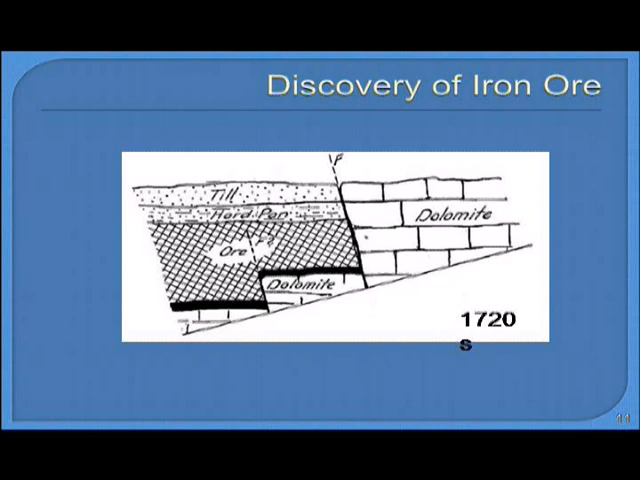 Discovery of Iron Ore
F
Till
Hard Pan
Dolomite
Ore F?
Dolomite
1720
s
11